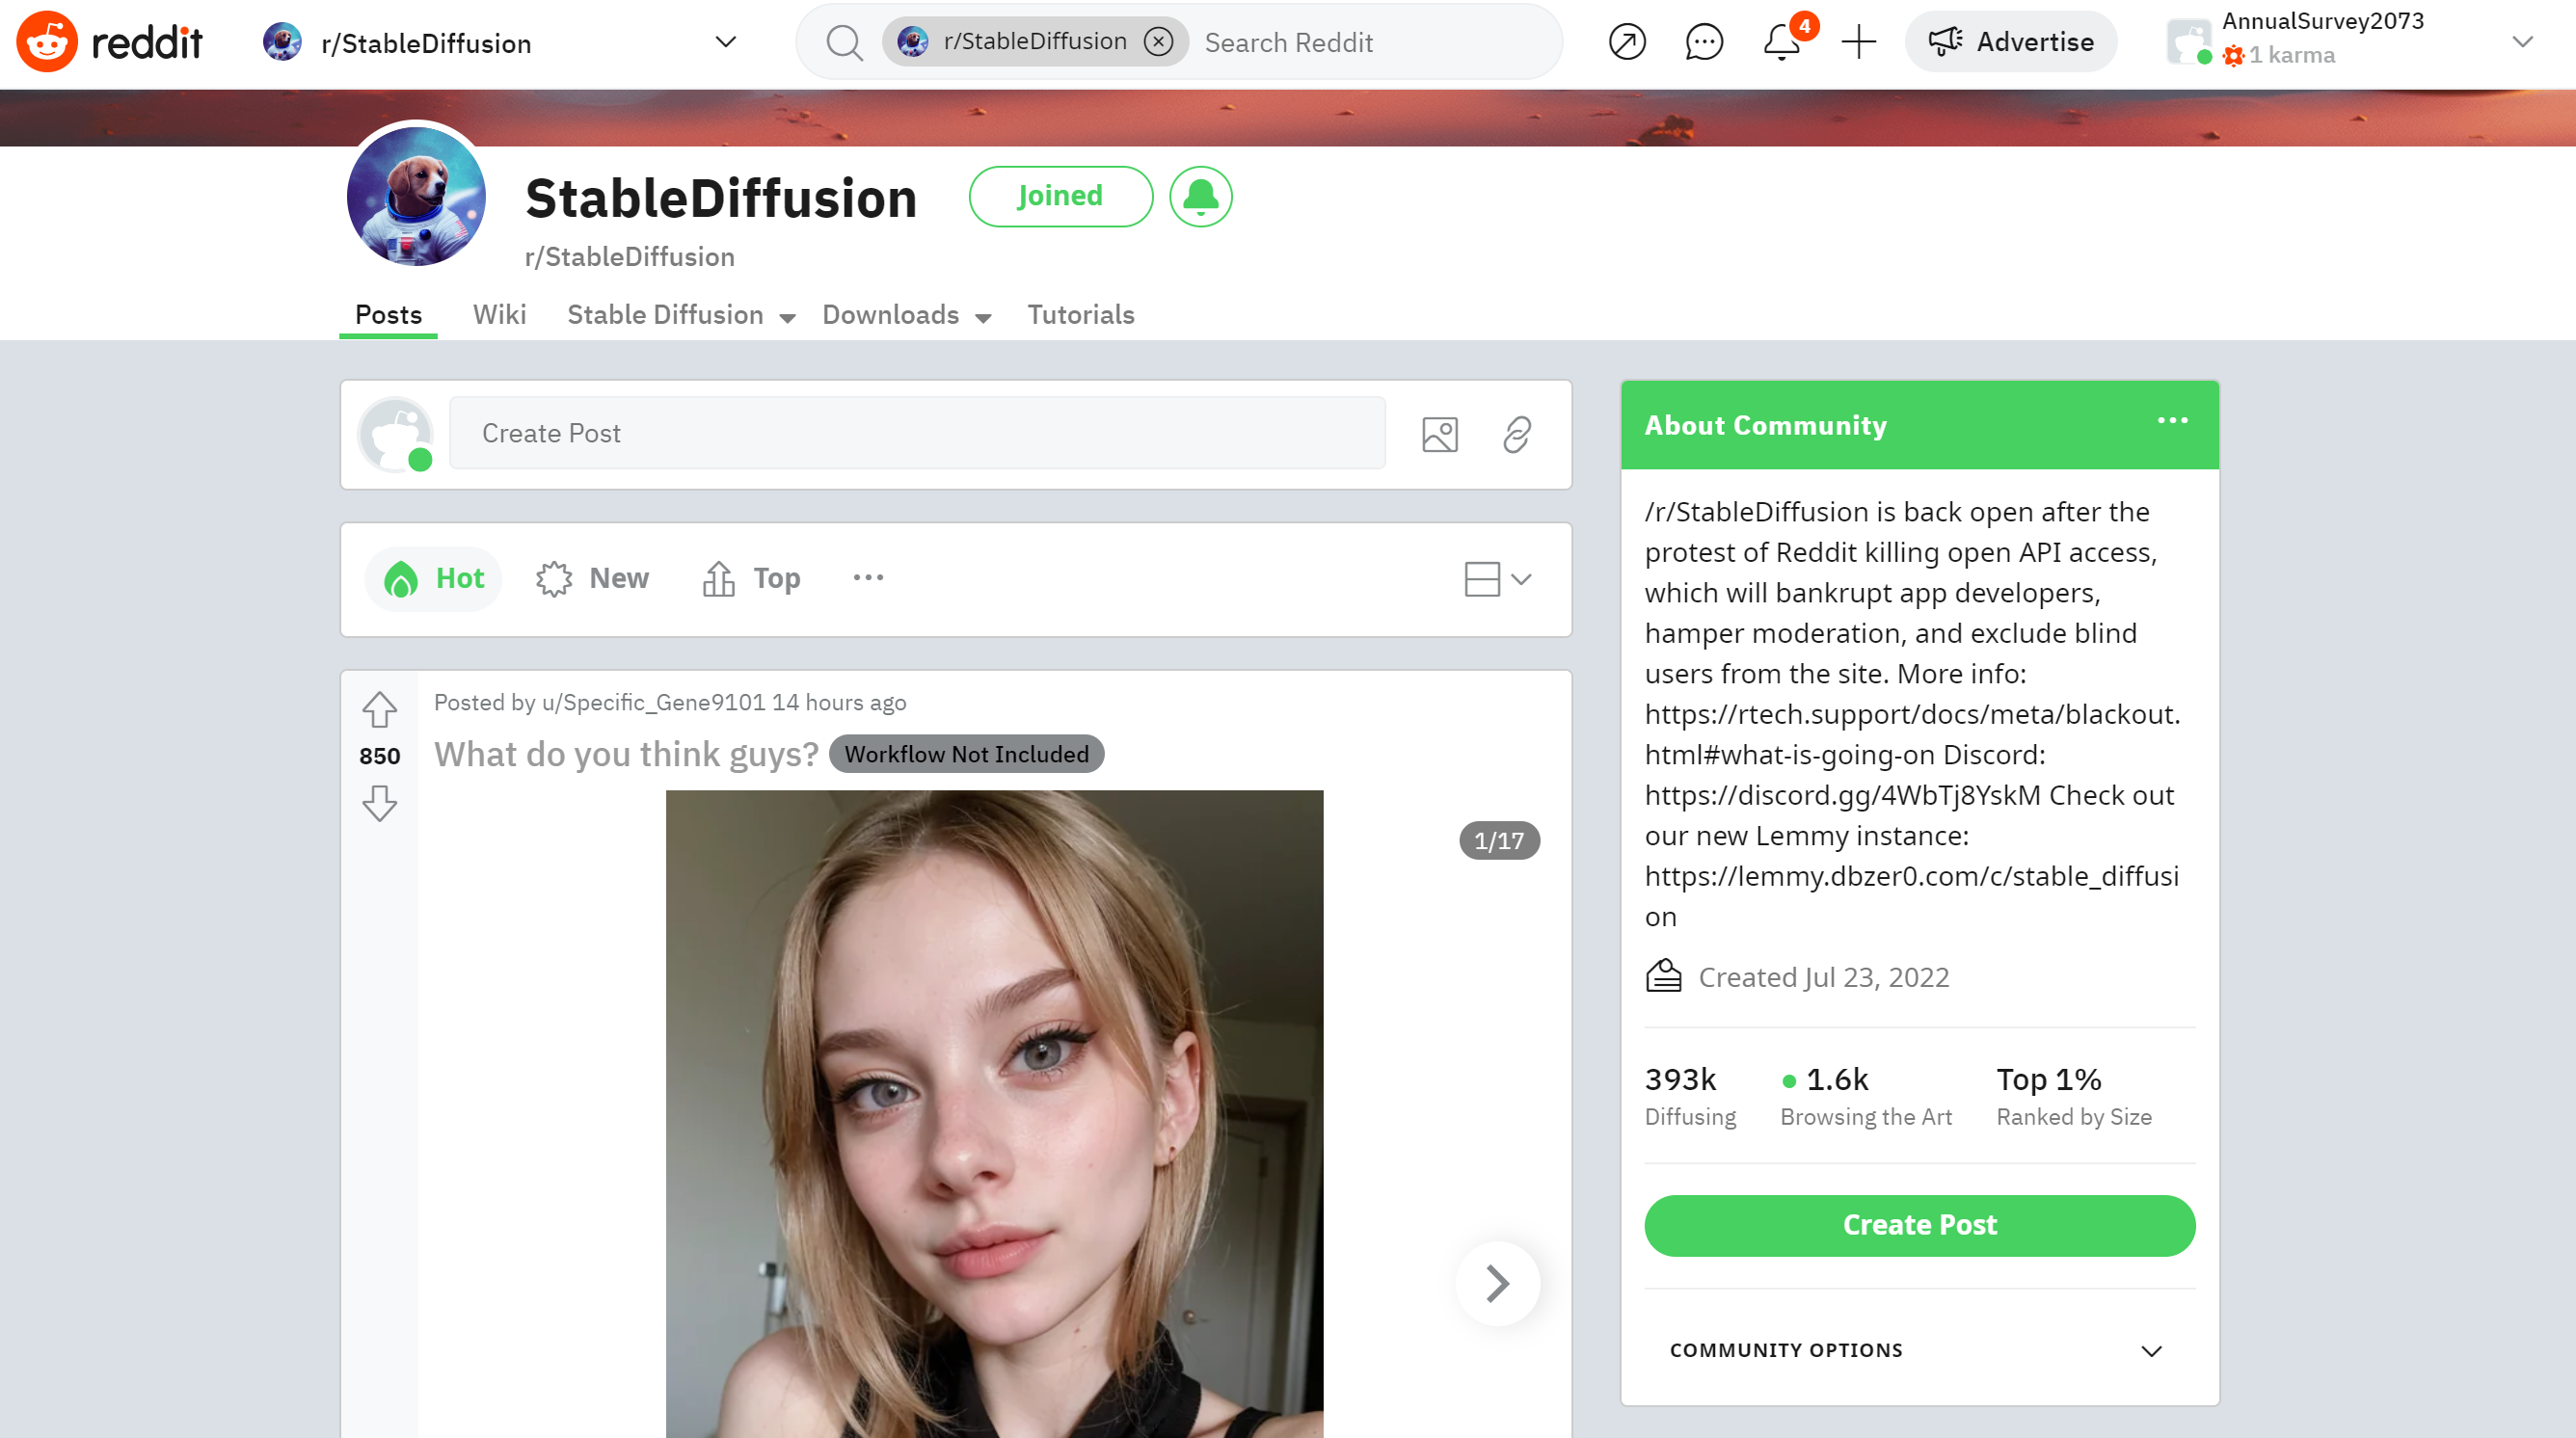 reddit
r/StableDiffusion
r/StableDiffusion
Search Reddit
4
Advertise
AnnualSurvey2073
1 karma
StableDiffusion
Joined
r/StableDiffusion
Posts
Wiki
Stable Diffusion
Downloads
Tutorials
Create Post
Hot
New
Top
850
Posted by u/Specific_Gene9101 14 hours ago
What do you think guys?
Workflow Not Included
1/17
About Community
/r/StableDiffusion is back open after the
protest of Reddit killing open API access,
which will bankrupt app developers,
hamper moderation, and exclude blind
users from the site. More info:
https://rtech.support/docs/meta/blackout.
html#what-is-going-on Discord:
https://discord.gg/4WbTj8YskM Check out
our new Lemmy instance:
https://lemmy.dbzer0.com/c/stable_diffusi
on
Created Jul 23, 2022
393k
Diffusing
1.6k
Browsing the Art
Top 1%
Ranked by Size
Create Post
COMMUNITY OPTIONS